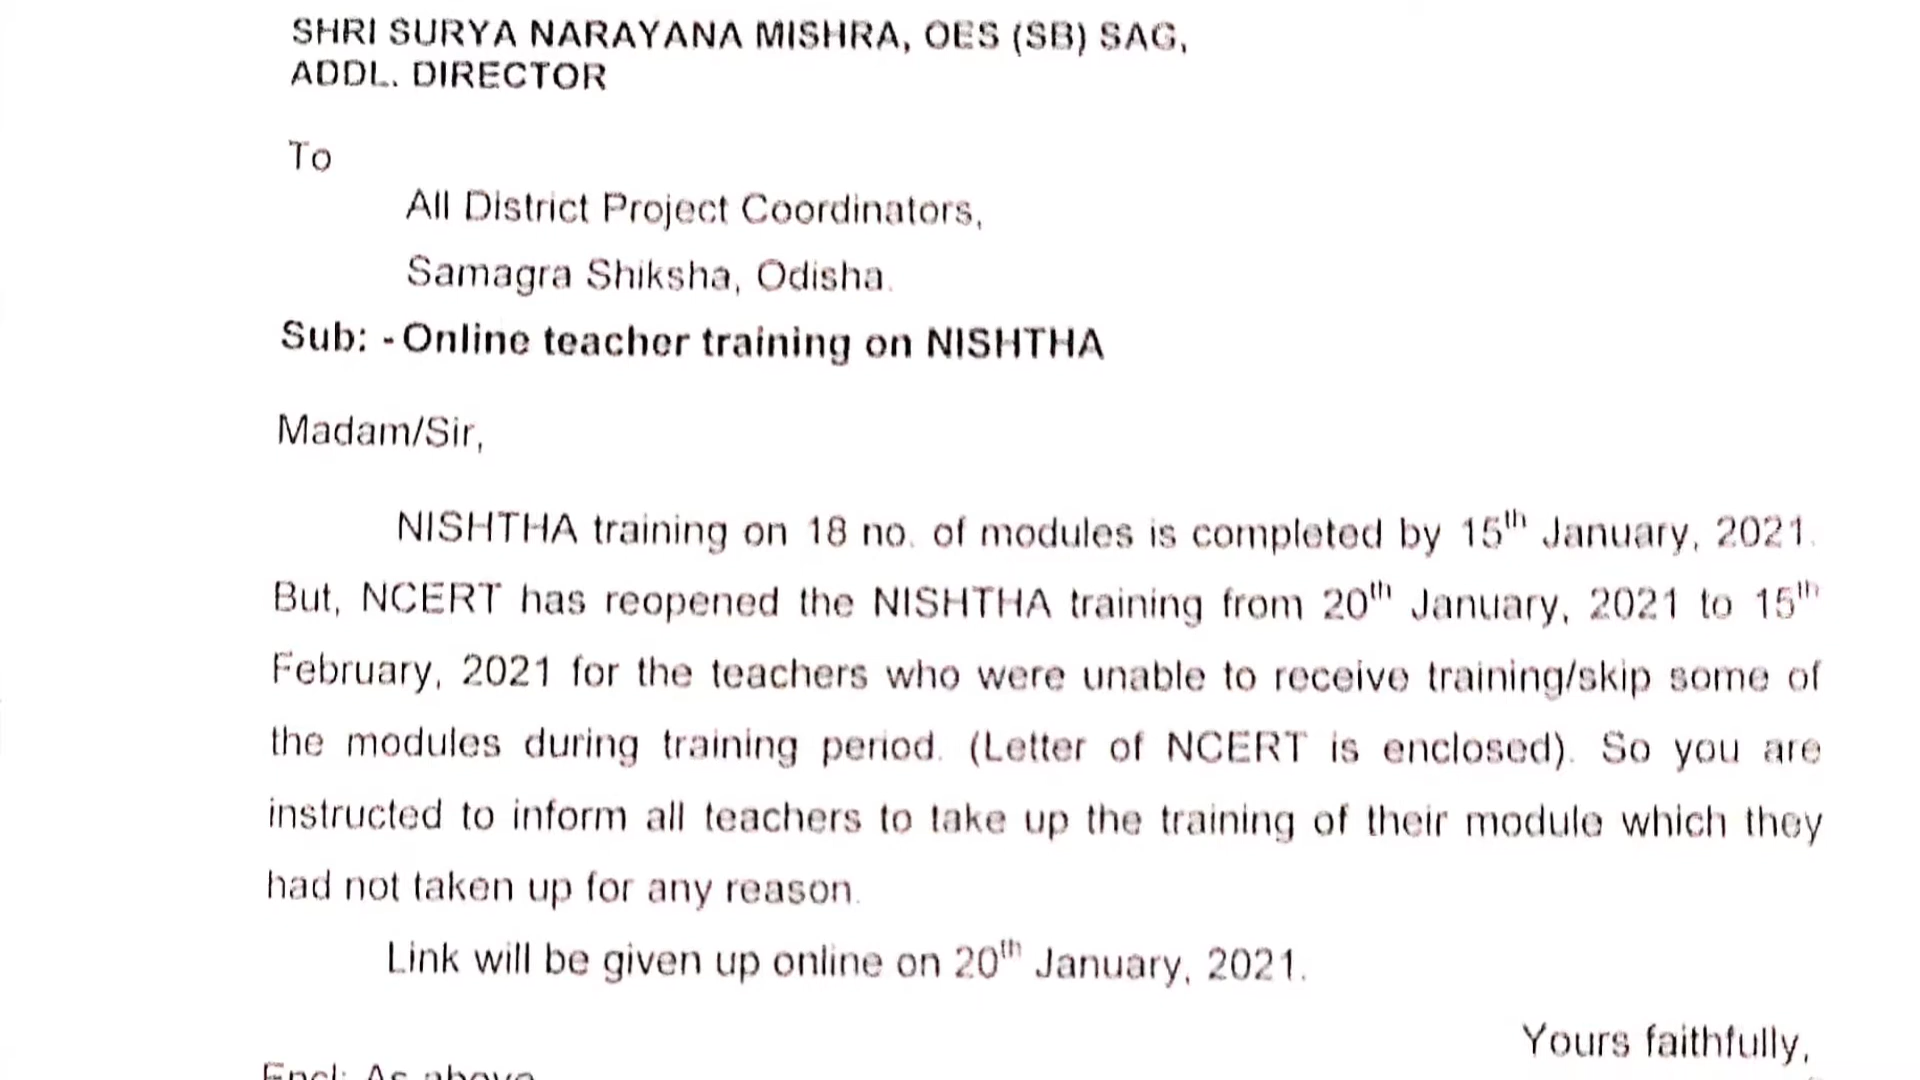 SHRI SURYA NARAYANA MISHRA, OES (SB) SAG,
ADDL. DIRECTOR
To
All District Project Coordinators,
Samagra Shiksha, Odisha.
Sub: - Online teacher training on NISHTHA
Madam/Sir,
NISHTHA training on 18 no. of modules is completed by 15th January, 2021.
But, NCERT has reopened the NISHTHA training from 20th January, 2021 to 15th
February, 2021 for the teachers who were unable to receive training/skip some of
the modules during training period. (Letter of NCERT is enclosed). So you are
instructed to inform all teachers to take up the training of their module which they
had not taken up for any reason.
Link will be given up online on 20th January, 2021.
Yours faithfully,
Encl: As above